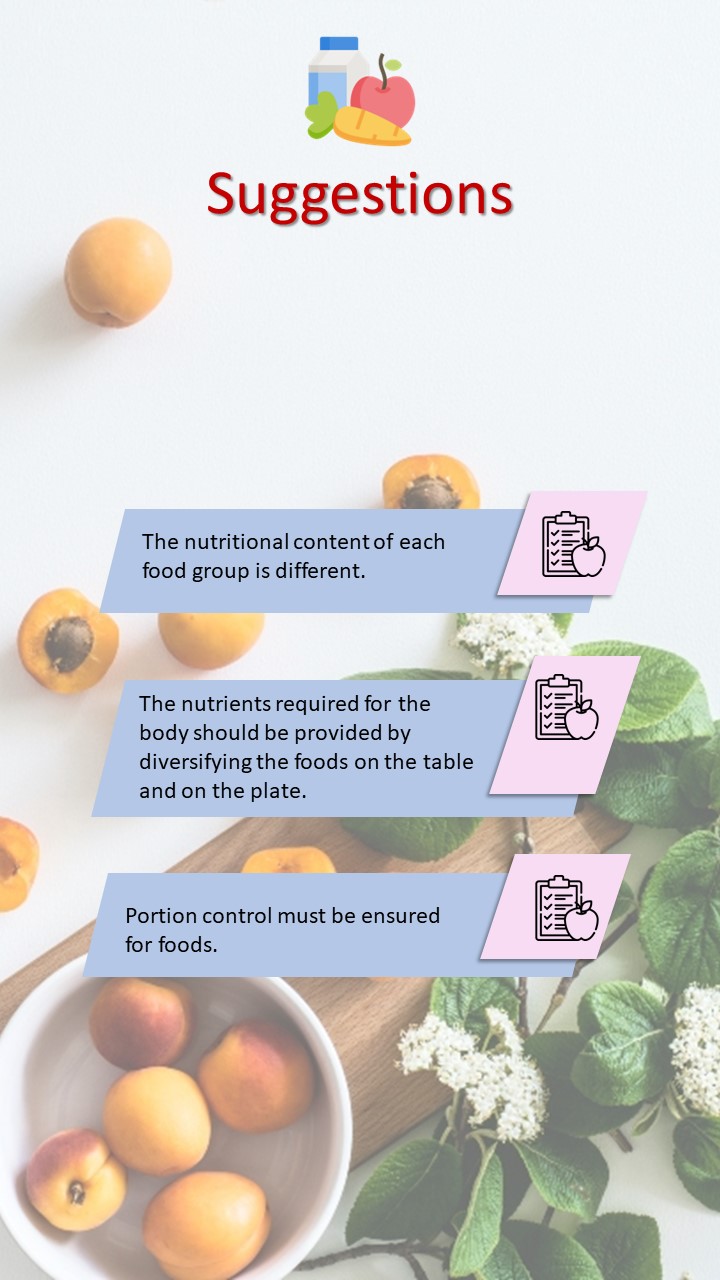 Suggestions
The nutritional content of each
food group is different.
The nutrients required for the
body should be provided by
diversifying the foods on the table
and on the plate.
Portion control must be ensured
for foods.